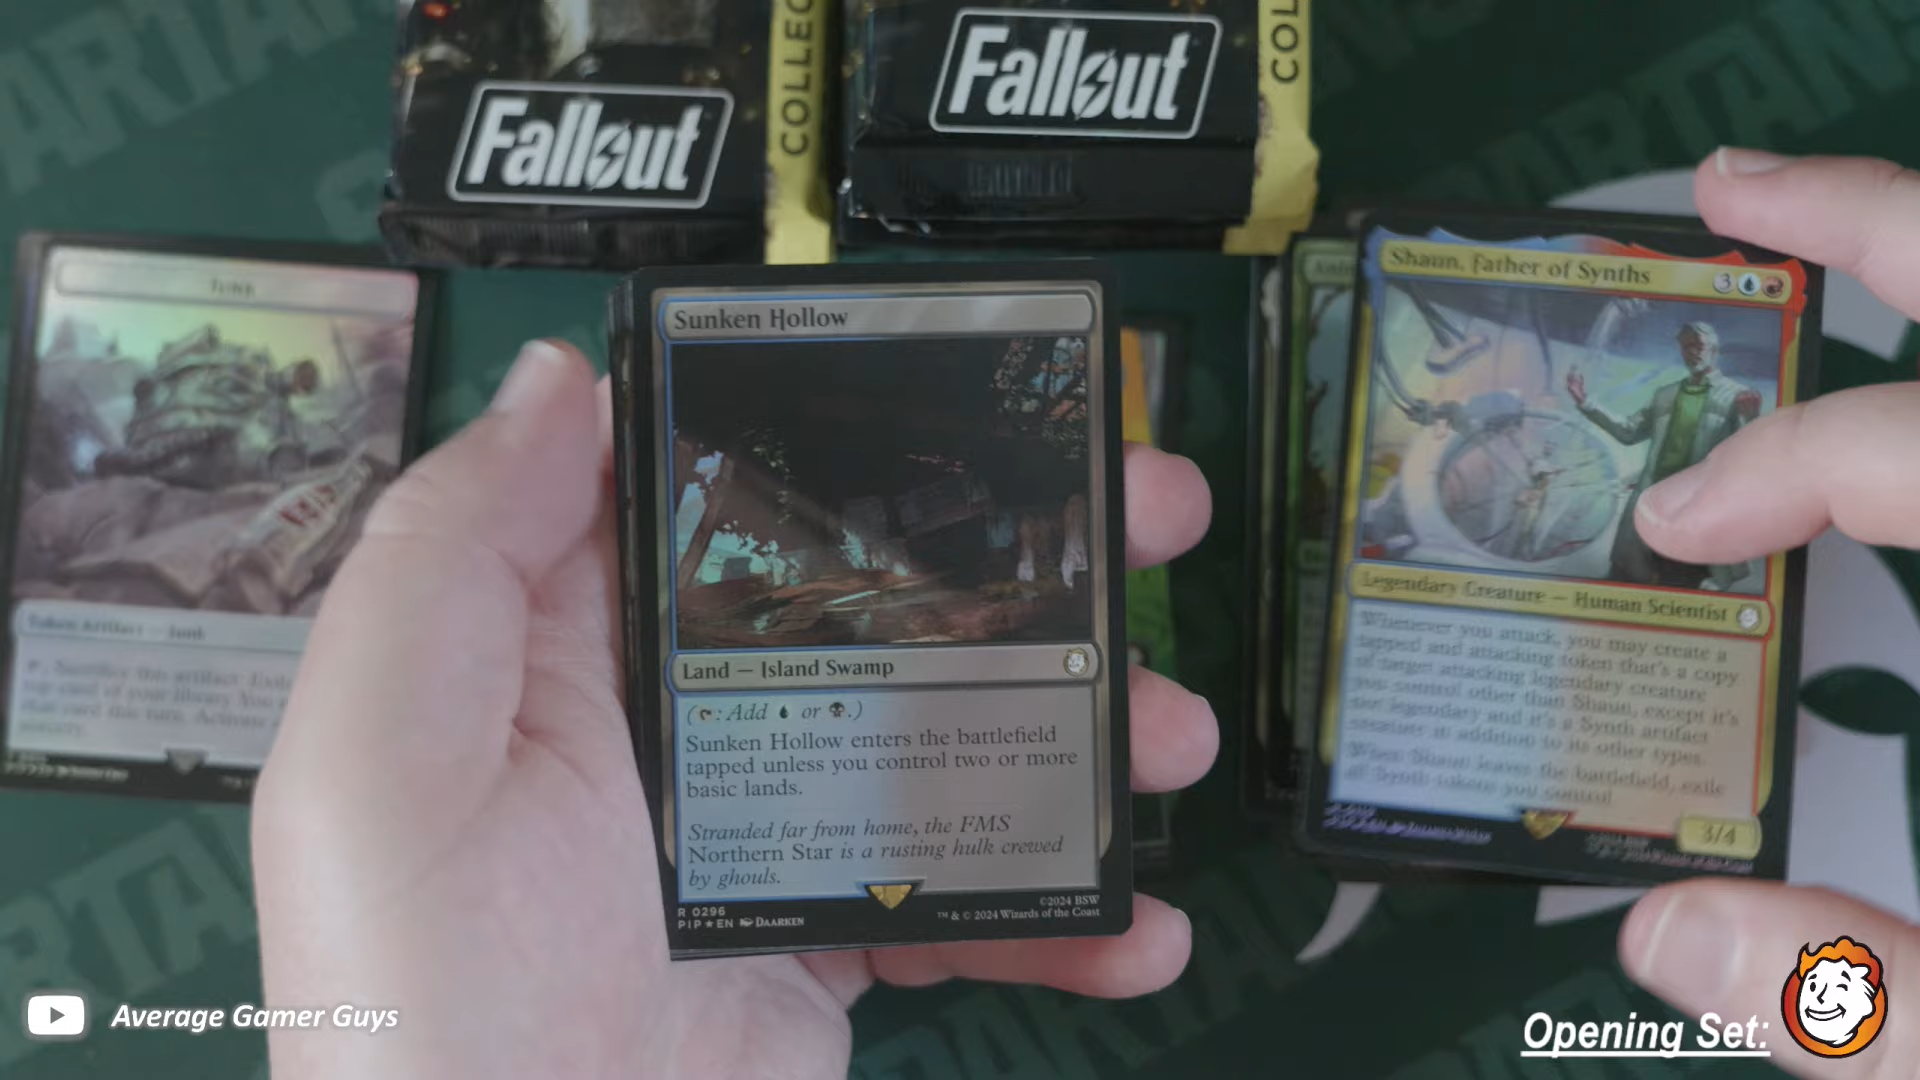 Fallout
COLLEC
Fallout
COL
Junk
Token Artifact — Junk
Sunken Hollow
Land — Island Swamp
( : Add or .)
Sunken Hollow enters the battlefield
tapped unless you control two or more
basic lands.
Stranded far from home, the FMS
Northern Star is a rusting hulk crewed
by ghouls.
R 0296
PIP★EN DAARKEN
©2024 BSW
™ & © 2024 Wizards of the Coast
Shaun, Father of Synths
3
Legendary Creature — Human Scientist
Whenever you attack, you may create a
tapped and attacking token that's a copy
of target attacking legendary creature
you control other than Shaun, except it's
not legendary and it's a Synth artifact
creature in addition to its other types.
When Shaun leaves the battlefield, exile
all Synth tokens you control
3/4
Average Gamer Guys
Opening Set: